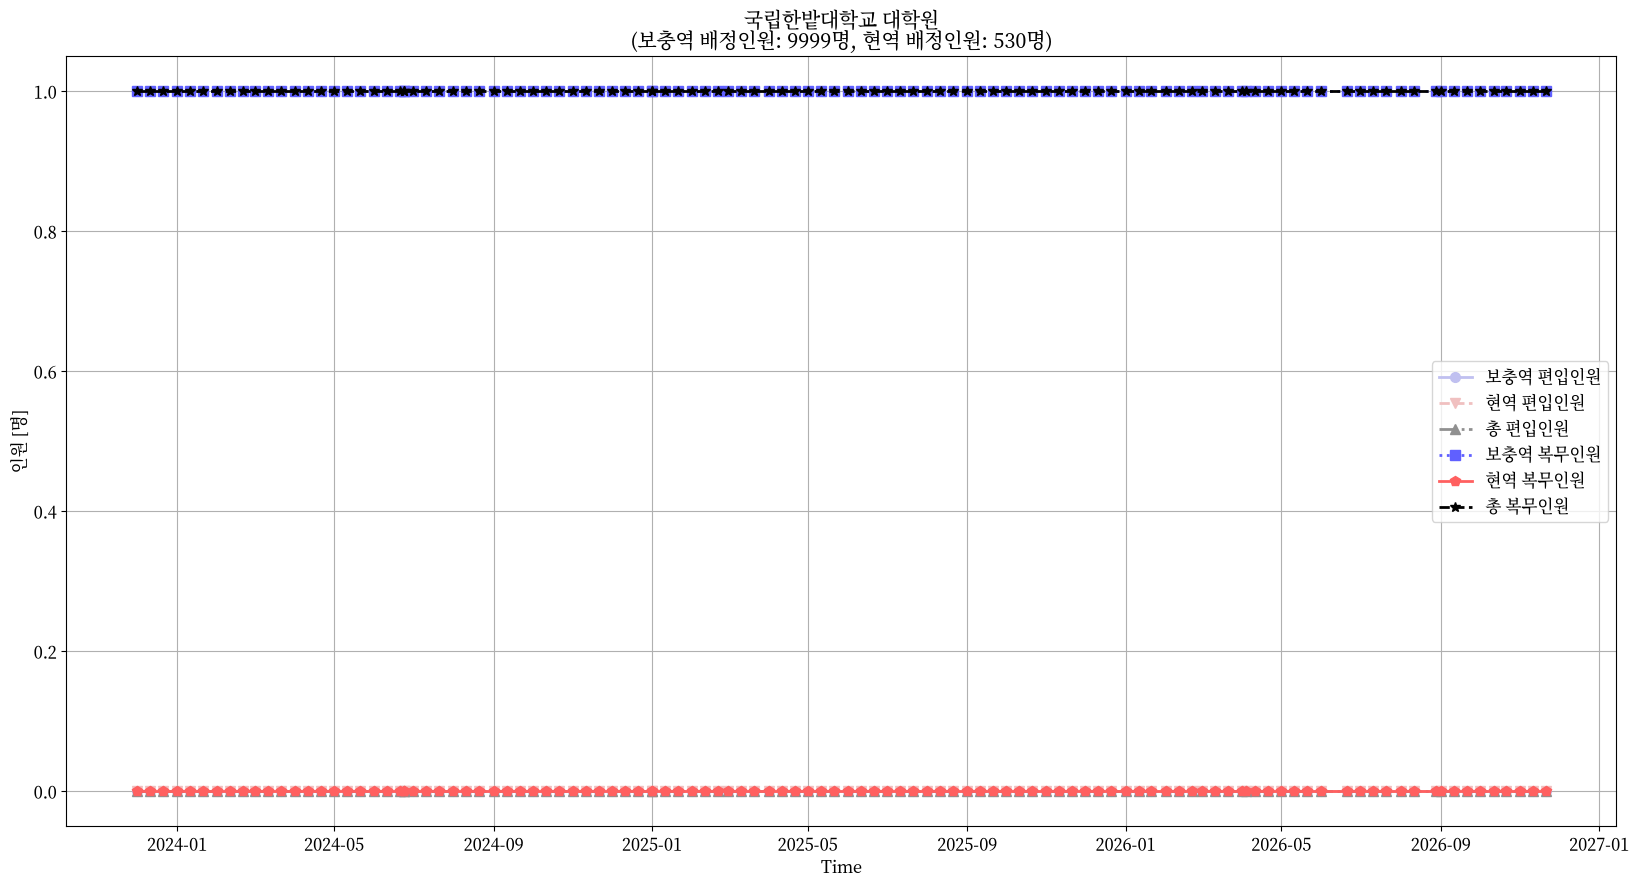 국립한밭대학교 대학원
(보충역 배정인원: 9999명, 현역 배정인원: 530명)
1.0
0.8
0.6
0.4
0.2
0.0
인원 [명]
보충역 편입인원
현역 편입인원
총 편입인원
보충역 복무인원
현역 복무인원
총 복무인원
2024-01
2024-05
2024-09
2025-01
2025-05
2025-09
2026-01
2026-05
2026-09
2027-01
Time